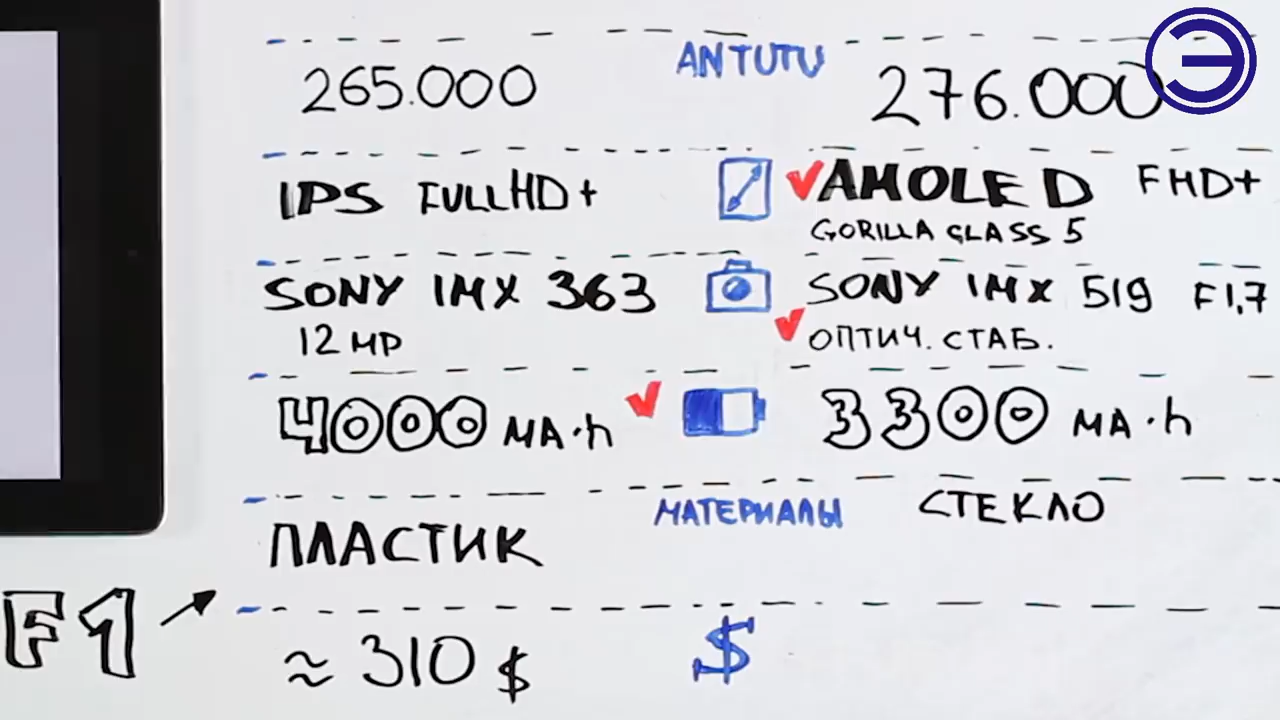 ANTUTU
265.000 276.000
IPS FULLHD+ AMOLED FHD+
GORILLA GLASS 5
SONY IMX 363 SONY IMX 519 F1,7
12 MP ОПТИЧ. СТАБ.
4000 MA·h 3300 MA·h
МАТЕРИАЛЫ СТЕКЛО
ПЛАСТИК
F1
≈ 310 $ $
Э